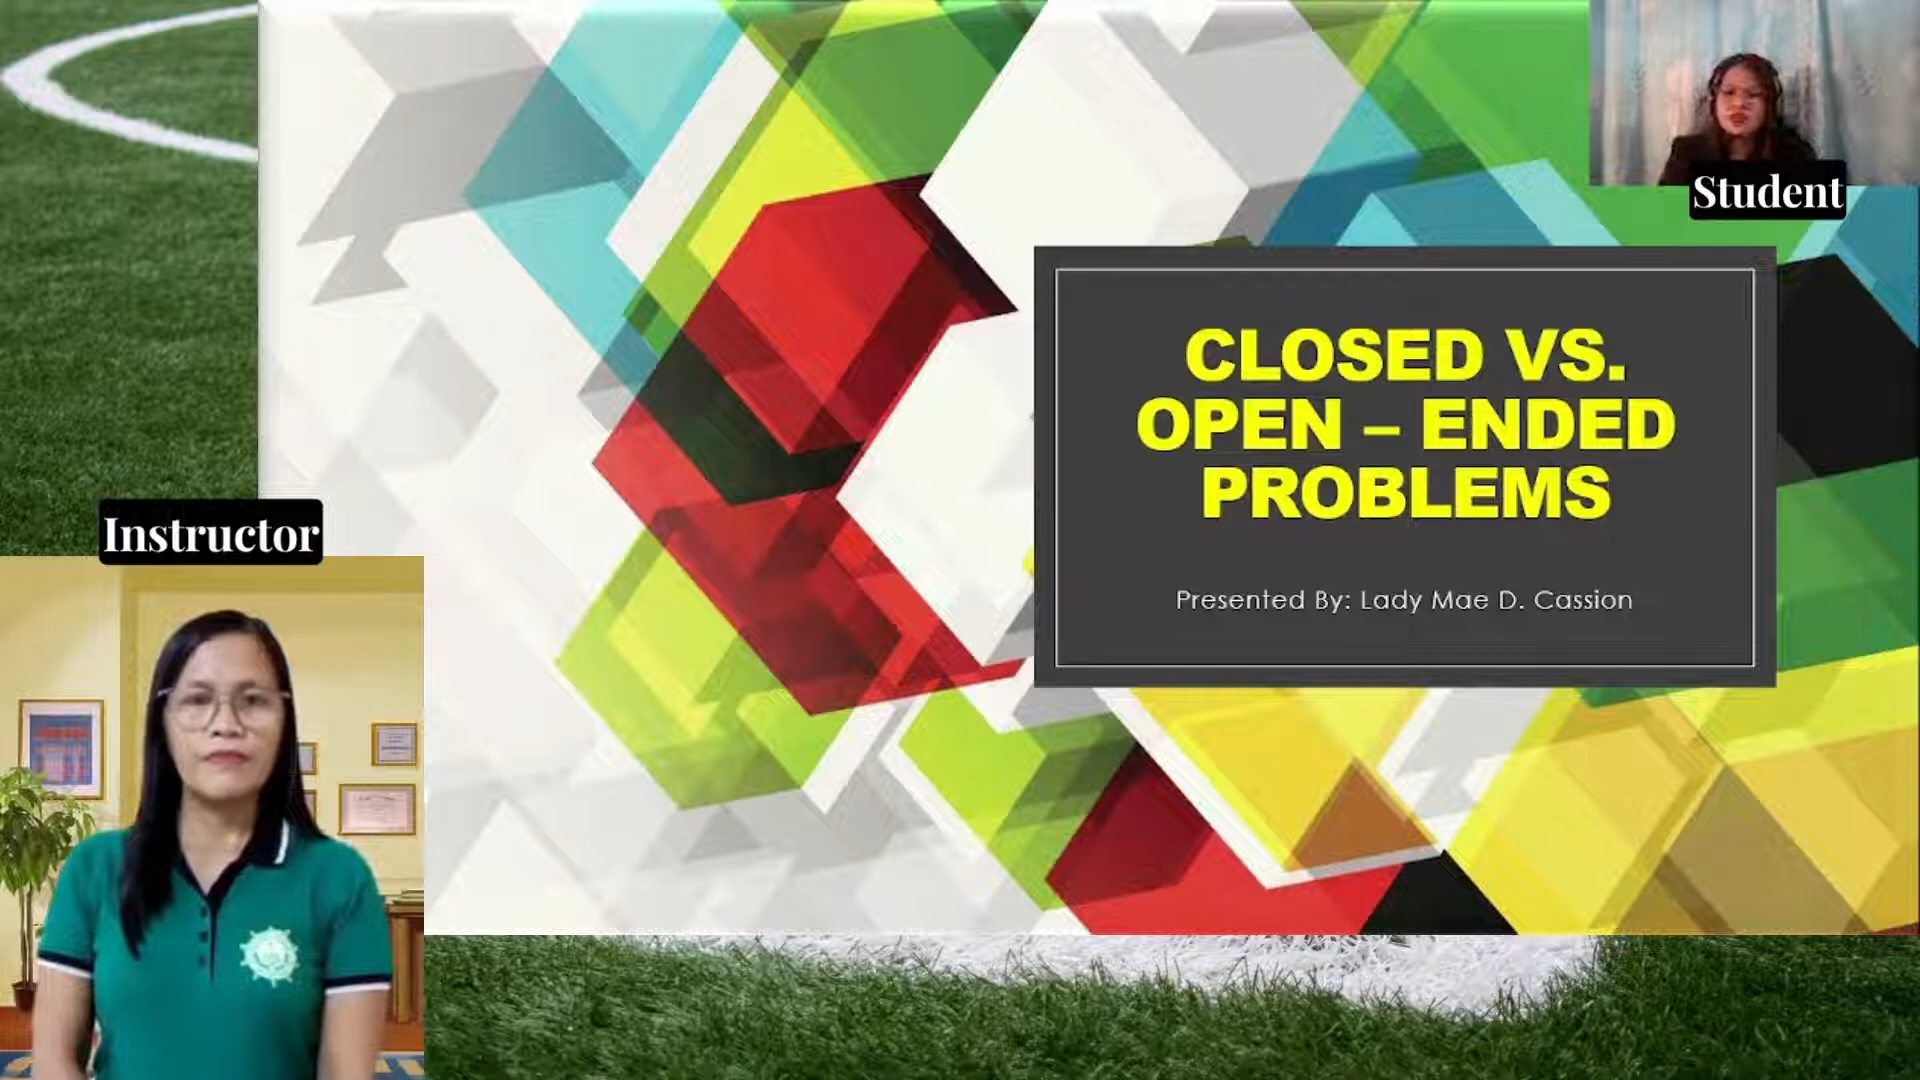 Student
CLOSED VS.
OPEN – ENDED
PROBLEMS
Presented By: Lady Mae D. Cassion
Instructor